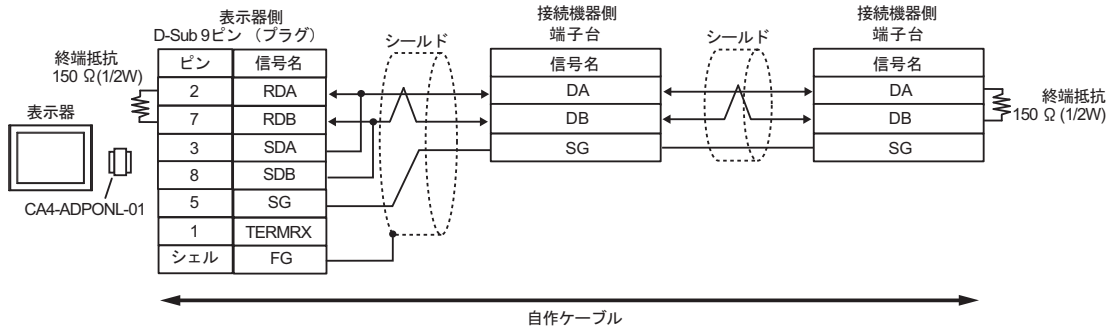 表示器側
D-Sub 9ピン （プラグ）
シールド
接続機器側
端子台
シールド
接続機器側
端子台
終端抵抗
150 Ω(1/2W)
ピン 信号名
2 RDA
7 RDB
3 SDA
8 SDB
5 SG
1 TERMRX
シェル FG
信号名
DA
DB
SG
信号名
DA
DB
SG
終端抵抗
150 Ω (1/2W)
表示器
CA4-ADPONL-01
自作ケーブル